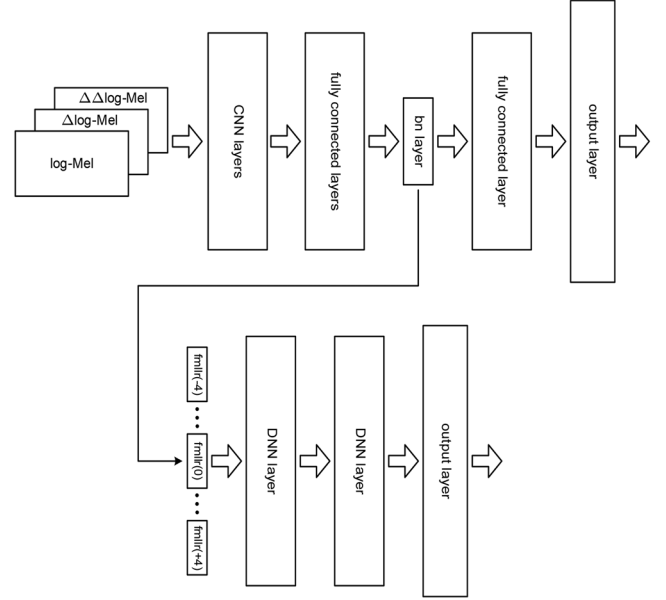 ΔΔlog-Mel
Δlog-Mel
log-Mel
CNN layers
fully connected layers
bn layer
fully connected layer
output layer
fmllr(-4)
fmllr(0)
fmllr(+4)
DNN layer
DNN layer
output layer